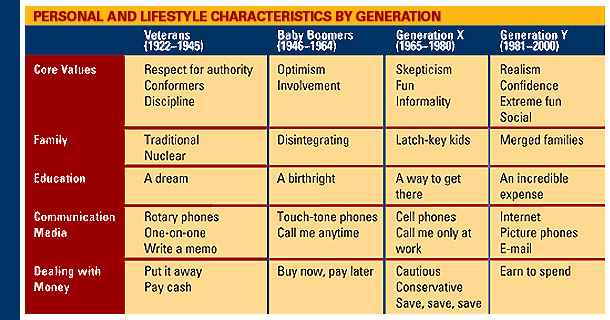 PERSONAL AND LIFESTYLE CHARACTERISTICS BY GENERATION
Veterans Baby Boomers Generation X Generation Y
(1922–1945) (1946–1964) (1965–1980) (1981–2000)
Core Values Respect for authority Optimism Skepticism Realism
Conformers Involvement Fun Confidence
Discipline Informality Extreme fun
Social
Family Traditional Disintegrating Latch-key kids Merged families
Nuclear
Education A dream A birthright A way to get An incredible
there expense
Communication Rotary phones Touch-tone phones Cell phones Internet
Media One-on-one Call me anytime Call me only at Picture phones
Write a memo work E-mail
Dealing with Put it away Buy now, pay later Cautious Earn to spend
Money Pay cash Conservative
Save, save, save